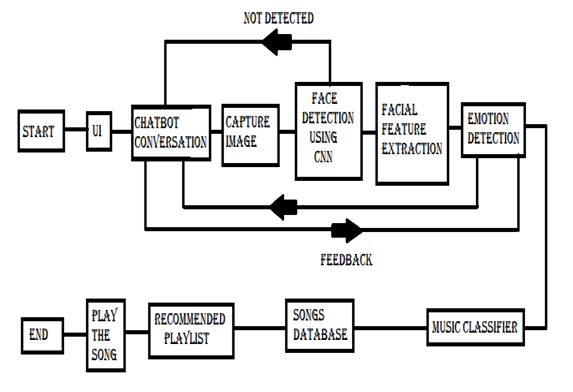 NOT DETECTED
START
UI
CHATBOT
CONVERSATION
CAPTURE
IMAGE
FACE
DETECTION
USING
CNN
FACIAL
FEATURE
EXTRACTION
EMOTION
DETECTION
FEEDBACK
END
PLAY
THE
SONG
RECOMMENDED
PLAYLIST
SONGS
DATABASE
MUSIC CLASSIFIER